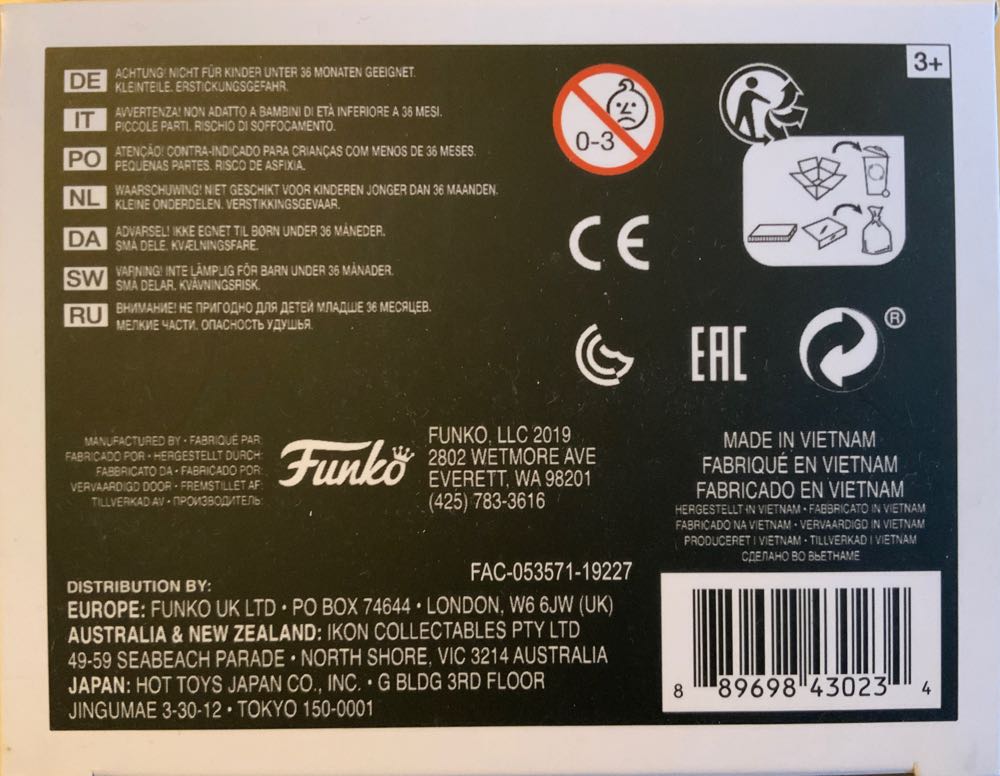 3+
DE ACHTUNG! NICHT FÜR KINDER UNTER 36 MONATEN GEEIGNET.
KLEINTEILE. ERSTICKUNGSGEFAHR.
IT AVVERTENZA! NON ADATTO A BAMBINI DI ETÀ INFERIORE A 36 MESI.
PICCOLE PARTI. RISCHIO DI SOFFOCAMENTO.
PO ATENÇÃO! CONTRA-INDICADO PARA CRIANÇAS COM MENOS DE 36 MESES.
PEQUENAS PARTES. RISCO DE ASFIXIA.
NL WAARSCHUWING! NIET GESCHIKT VOOR KINDEREN JONGER DAN 36 MAANDEN.
KLEINE ONDERDELEN. VERSTIKKINGSGEVAAR.
DA ADVARSEL! IKKE EGNET TIL BØRN UNDER 36 MÅNEDER.
SMÅ DELE. KVÆLNINGSFARE.
SW VARNING! INTE LÄMPLIG FÖR BARN UNDER 36 MÅNADER.
SMÅ DELAR. KVÄVNINGSRISK.
RU ВНИМАНИЕ! НЕ ПРИГОДНО ДЛЯ ДЕТЕЙ МЛАДШЕ 36 МЕСЯЦЕВ.
МЕЛКИЕ ЧАСТИ. ОПАСНОСТЬ УДУШЬЯ.
0-3
CE
EAC
®
MANUFACTURED BY • FABRIQUÉ PAR:
FABRICADO POR • HERGESTELLT DURCH:
FABBRICATO DA • FABRICADO POR:
VERVAARDIGD DOOR • FREMSTILLET AF:
TILLVERKAD AV • ПРОИЗВОДИТЕЛЬ:
Funko
FUNKO, LLC 2019
2802 WETMORE AVE
EVERETT, WA 98201
(425) 783-3616
MADE IN VIETNAM
FABRIQUÉ EN VIETNAM
FABRICADO EN VIETNAM
HERGESTELLT IN VIETNAM • FABBRICATO IN VIETNAM
FABRICADO NA VIETNAM • VERVAARDIGD IN VIETNAM
PRODUCERET I VIETNAM • TILLVERKAD I VIETNAM
СДЕЛАНО ВО ВЬЕТНАМЕ
FAC-053571-19227
DISTRIBUTION BY:
EUROPE: FUNKO UK LTD • PO BOX 74644 • LONDON, W6 6JW (UK)
AUSTRALIA & NEW ZEALAND: IKON COLLECTABLES PTY LTD
49-59 SEABEACH PARADE • NORTH SHORE, VIC 3214 AUSTRALIA
JAPAN: HOT TOYS JAPAN CO., INC. • G BLDG 3RD FLOOR
JINGUMAE 3-30-12 • TOKYO 150-0001
8 89698 43023 4